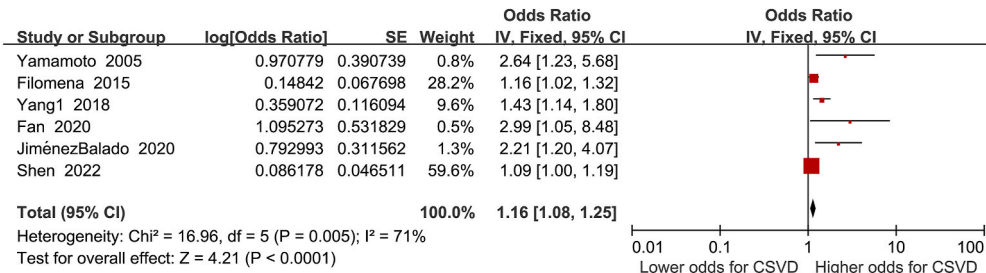 Odds Ratio Odds Ratio
Study or Subgroup log[Odds Ratio] SE Weight IV, Fixed, 95% CI IV, Fixed, 95% CI
Yamamoto 2005 0.970779 0.390739 0.8% 2.64 [1.23, 5.68]
Filomena 2015 0.14842 0.067698 28.2% 1.16 [1.02, 1.32]
Yang1 2018 0.359072 0.116094 9.6% 1.43 [1.14, 1.80]
Fan 2020 1.095273 0.531829 0.5% 2.99 [1.05, 8.48]
JiménezBalado 2020 0.792993 0.311562 1.3% 2.21 [1.20, 4.07]
Shen 2022 0.086178 0.046511 59.6% 1.09 [1.00, 1.19]
Total (95% CI) 100.0% 1.16 [1.08, 1.25]
Heterogeneity: Chi² = 16.96, df = 5 (P = 0.005); I² = 71%
Test for overall effect: Z = 4.21 (P < 0.0001)
0.01 0.1 1 10 100
Lower odds for CSVD Higher odds for CSVD